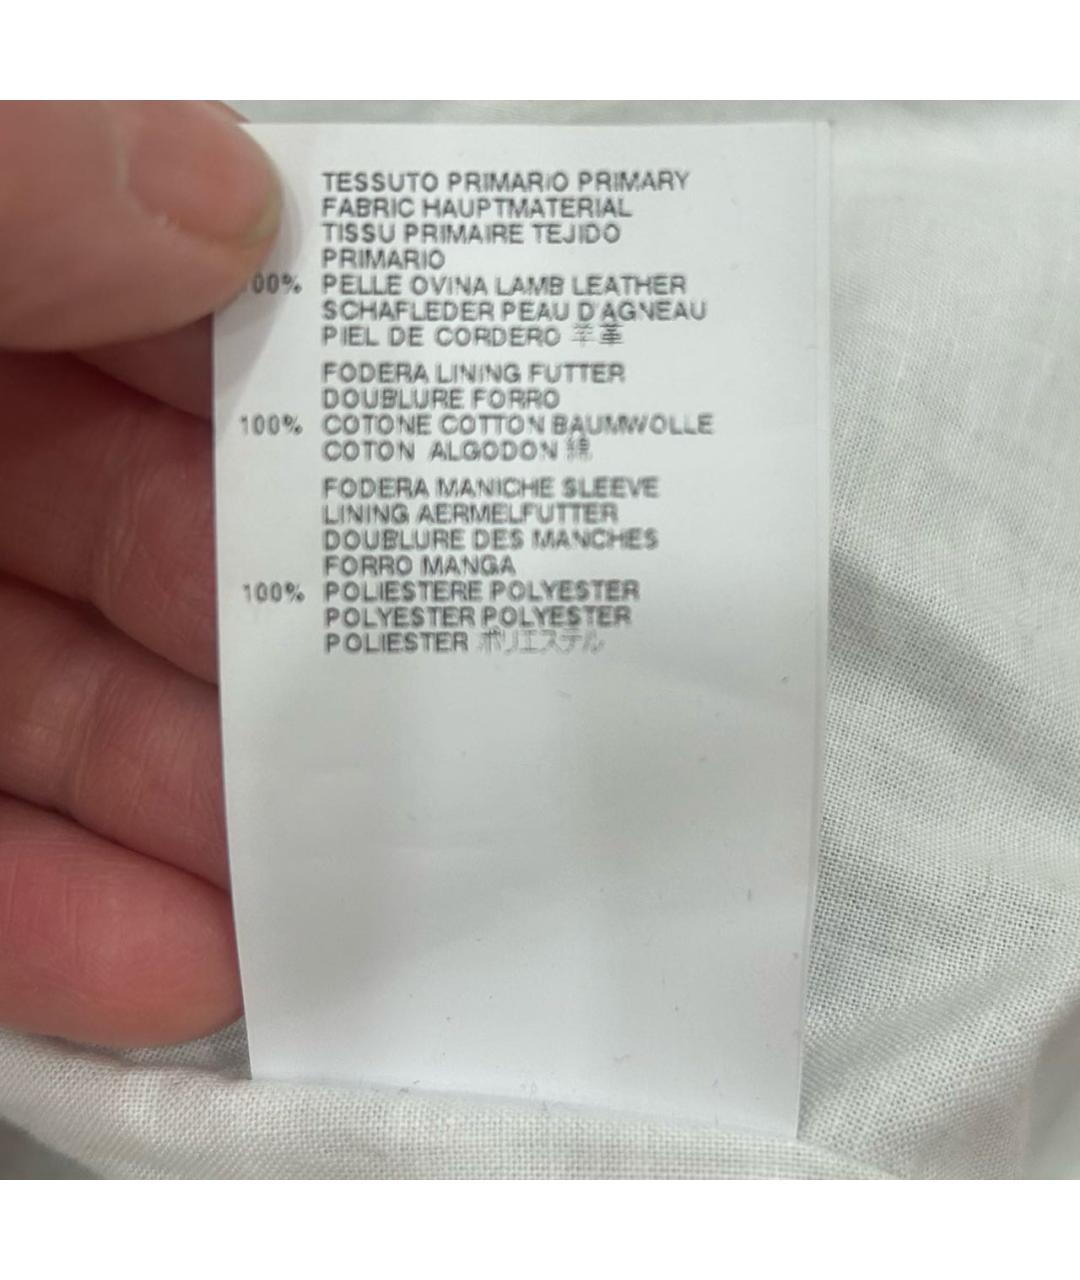 TESSUTO PRIMARIO PRIMARY
FABRIC HAUPTMATERIAL
TISSU PRIMAIRE TEJIDO
PRIMARIO
00% PELLE OVINA LAMB LEATHER
SCHAFLEDER PEAU D'AGNEAU
PIEL DE CORDERO 羊革
FODERA LINING FUTTER
DOUBLURE FORRO
100% COTONE COTTON BAUMWOLLE
COTON ALGODON 綿
FODERA MANICHE SLEEVE
LINING AERMELFUTTER
DOUBLURE DES MANCHES
FORRO MANGA
100% POLIESTERE POLYESTER
POLYESTER POLYESTER
POLIESTER ポリエステル